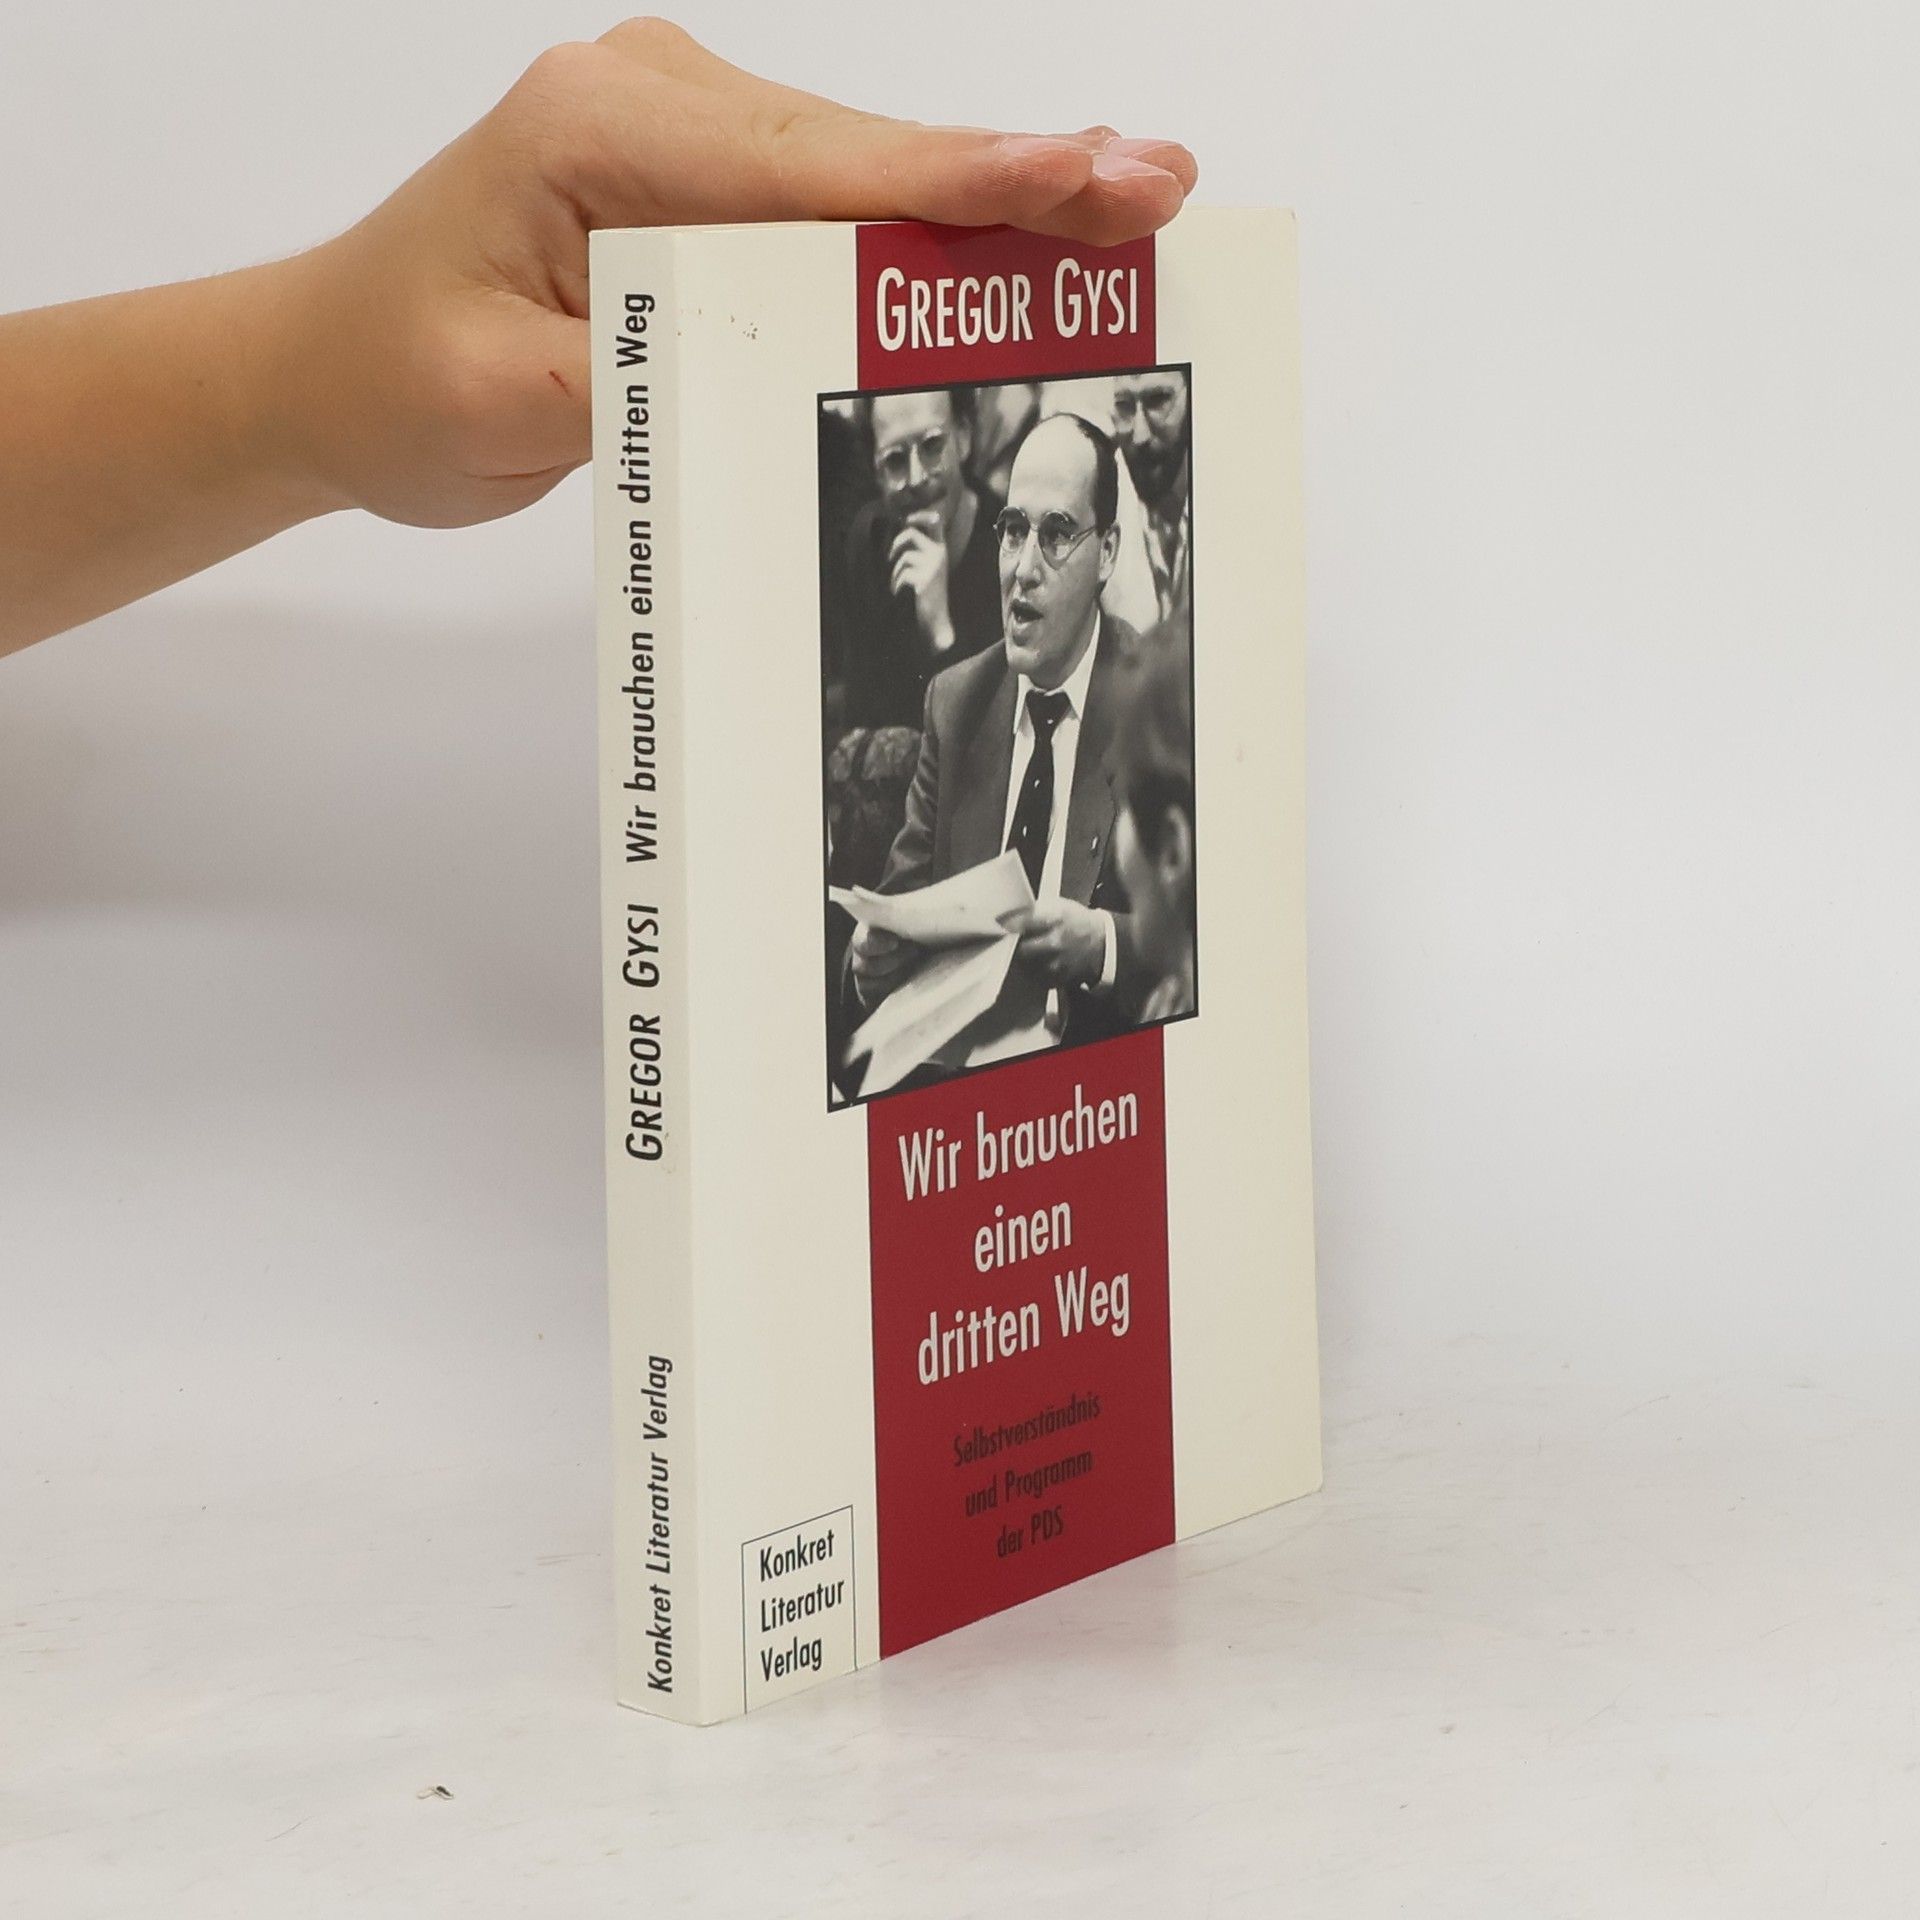 GREGOR GYSI Wir brauchen einen dritten Weg
Konkret Literatur Verlag
GREGOR GYSI
Wir brauchen
einen
dritten Weg
Selbstverständnis
und Programm
der PDS
Konkret
Literatur
Verlag